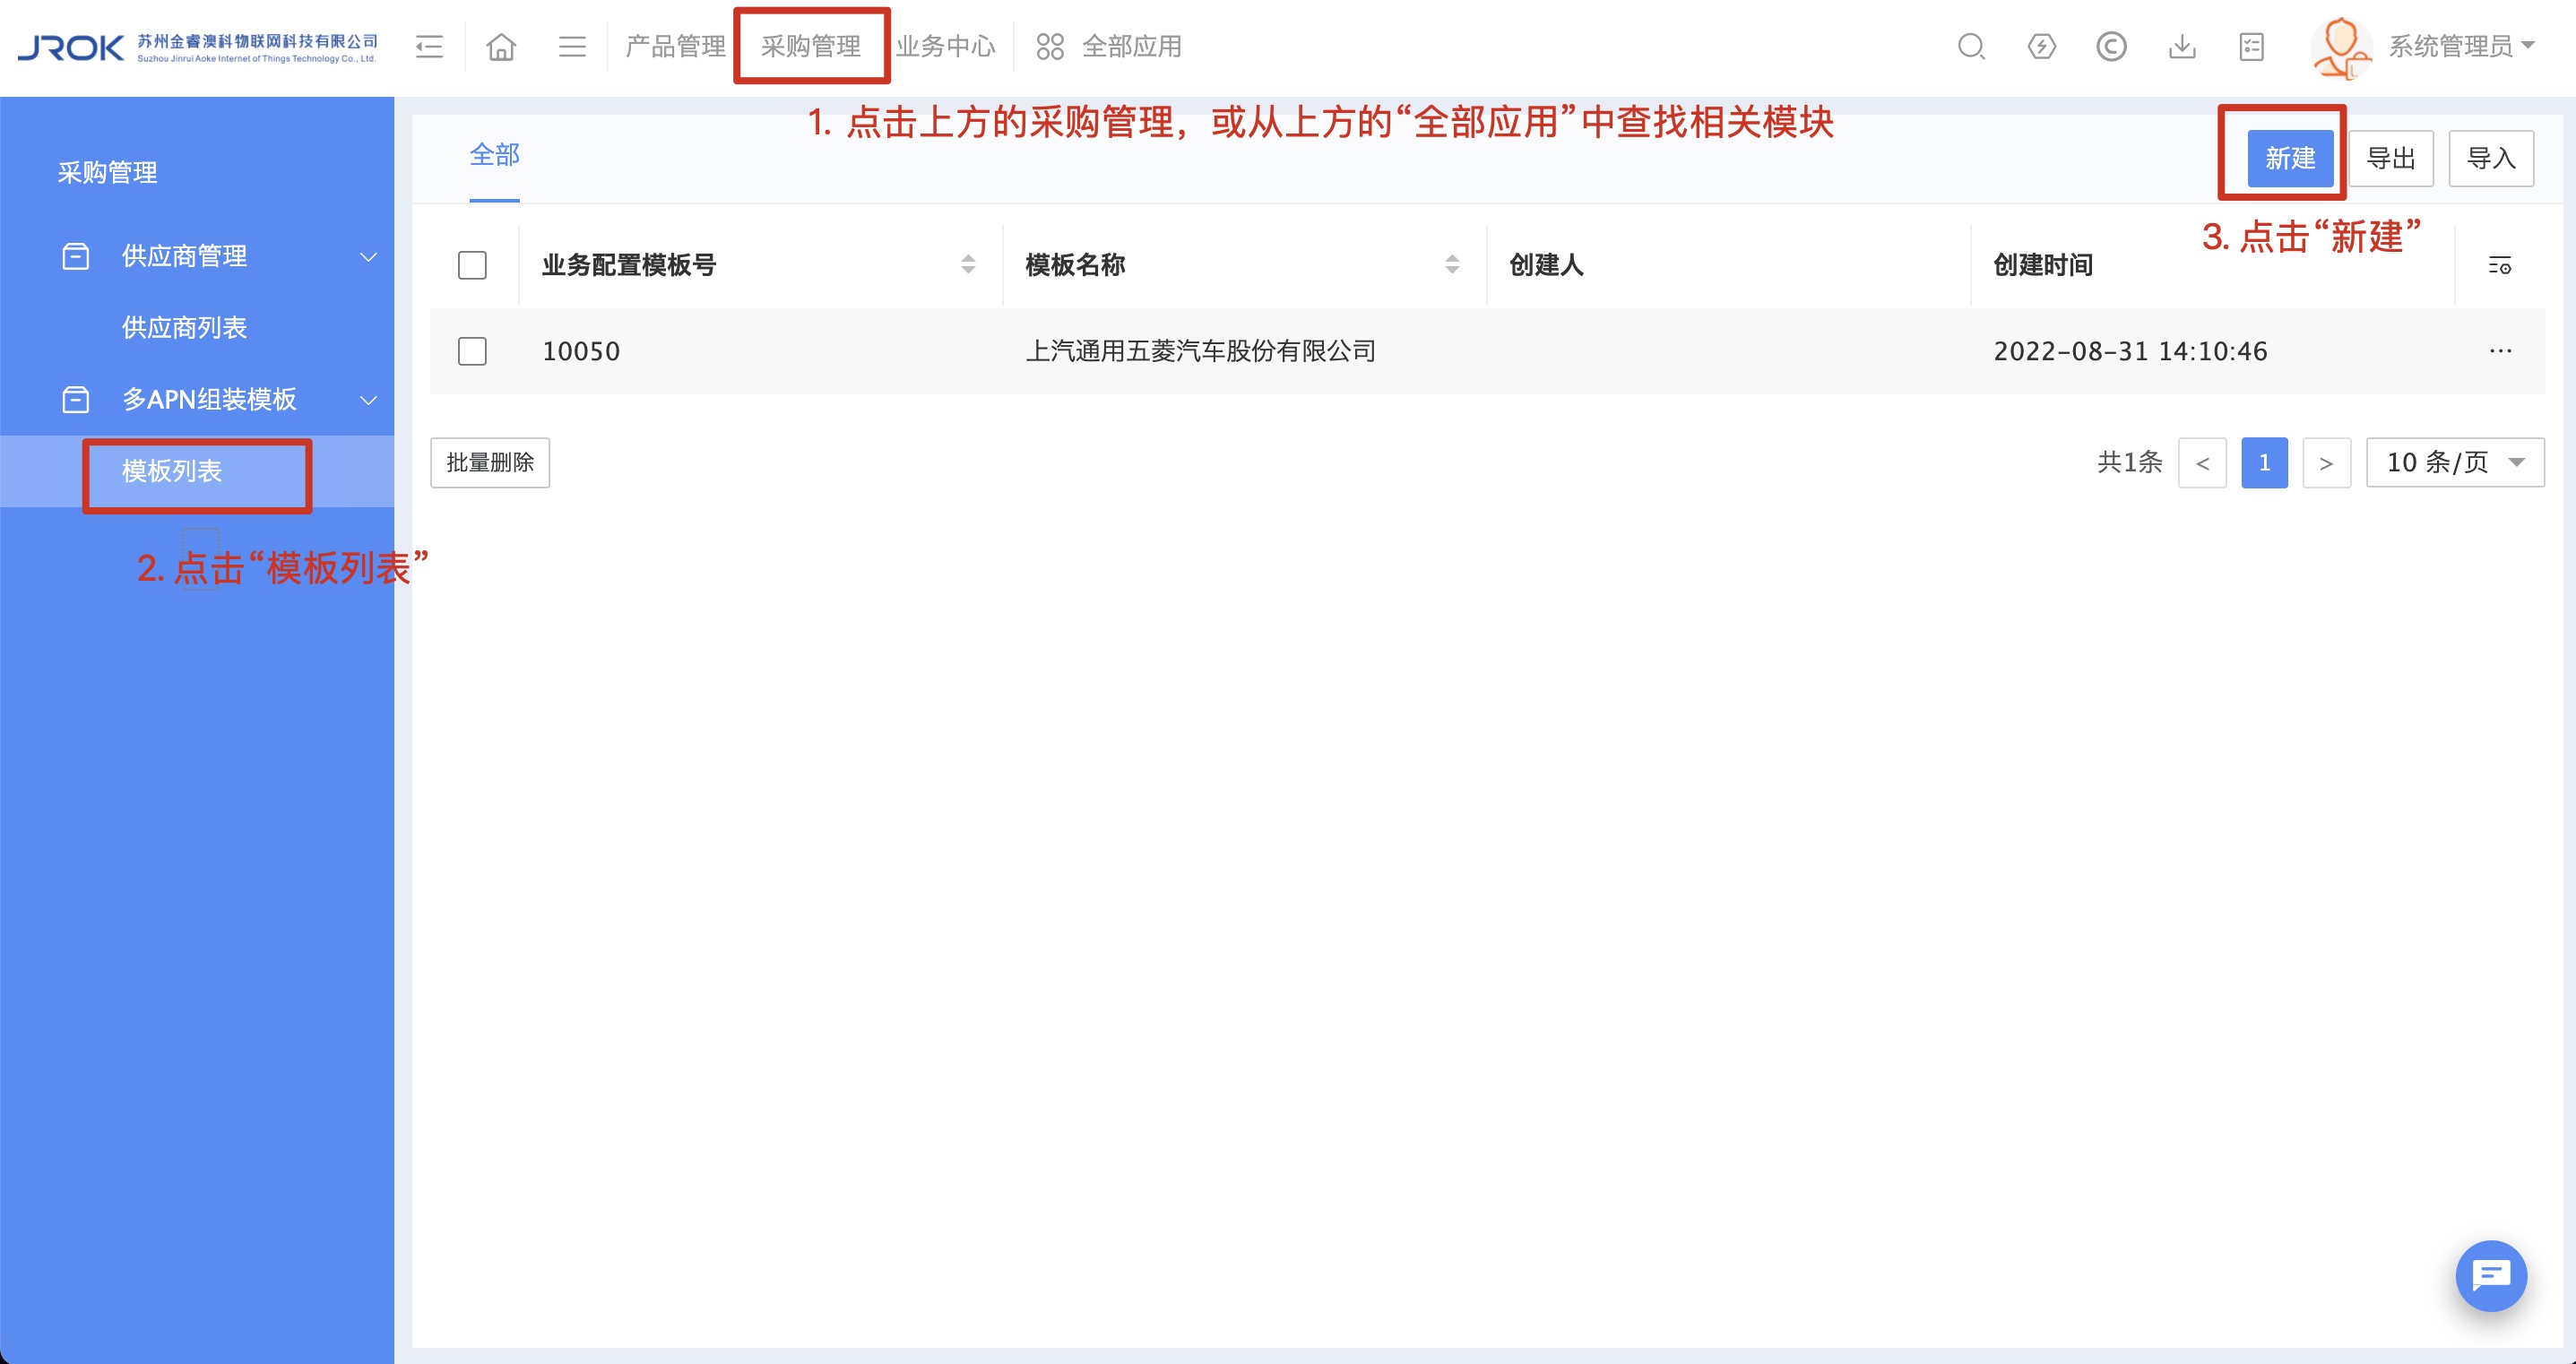 JROK 苏州金睿澳科物联网科技有限公司
Suzhou Jinrui Aoke Internet of Things Technology Co., Ltd.
产品管理
采购管理
业务中心
全部应用
系统管理员
1. 点击上方的采购管理，或从上方的“全部应用”中查找相关模块
全部
新建
导出
导入
3. 点击“新建”
采购管理
供应商管理
供应商列表
多APN组装模板
模板列表
2. 点击“模板列表”
业务配置模板号 模板名称 创建人 创建时间
10050 上汽通用五菱汽车股份有限公司 2022-08-31 14:10:46 ...
批量删除
共1条 < 1 > 10 条/页